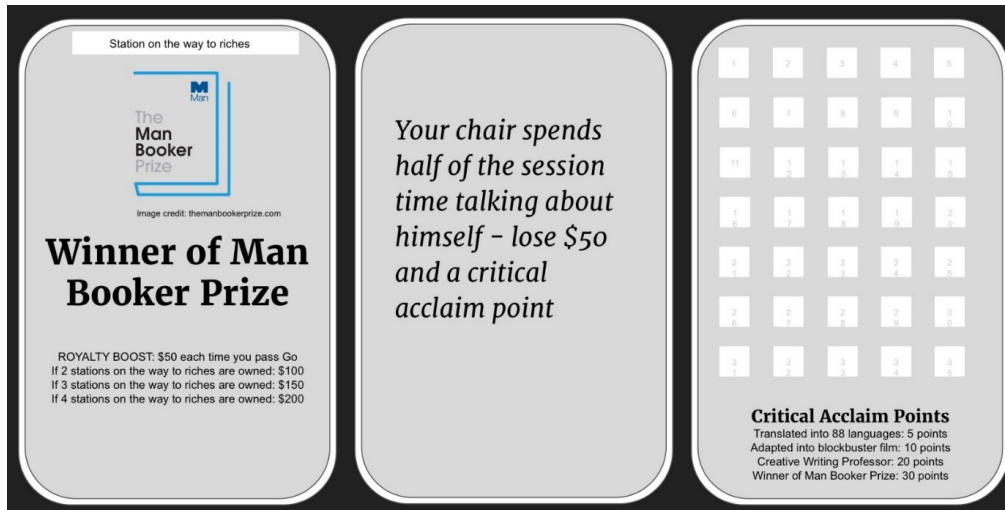 Station on the way to riches
M
Man
The
Man
Booker
Prize
Image credit: themanbookerprize.com
Winner of Man
Booker Prize
ROYALTY BOOST: $50 each time you pass Go
If 2 stations on the way to riches are owned: $100
If 3 stations on the way to riches are owned: $150
If 4 stations on the way to riches are owned: $200
Your chair spends
half of the session
time talking about
himself – lose $50
and a critical
acclaim point
1 2 3 4 5
6 7 8 9 10
11 12 13 14 15
16 17 18 19 20
21 22 23 24 25
26 27 28 29 30
31 32 33 34 35
Critical Acclaim Points
Translated into 88 languages: 5 points
Adapted into blockbuster film: 10 points
Creative Writing Professor: 20 points
Winner of Man Booker Prize: 30 points